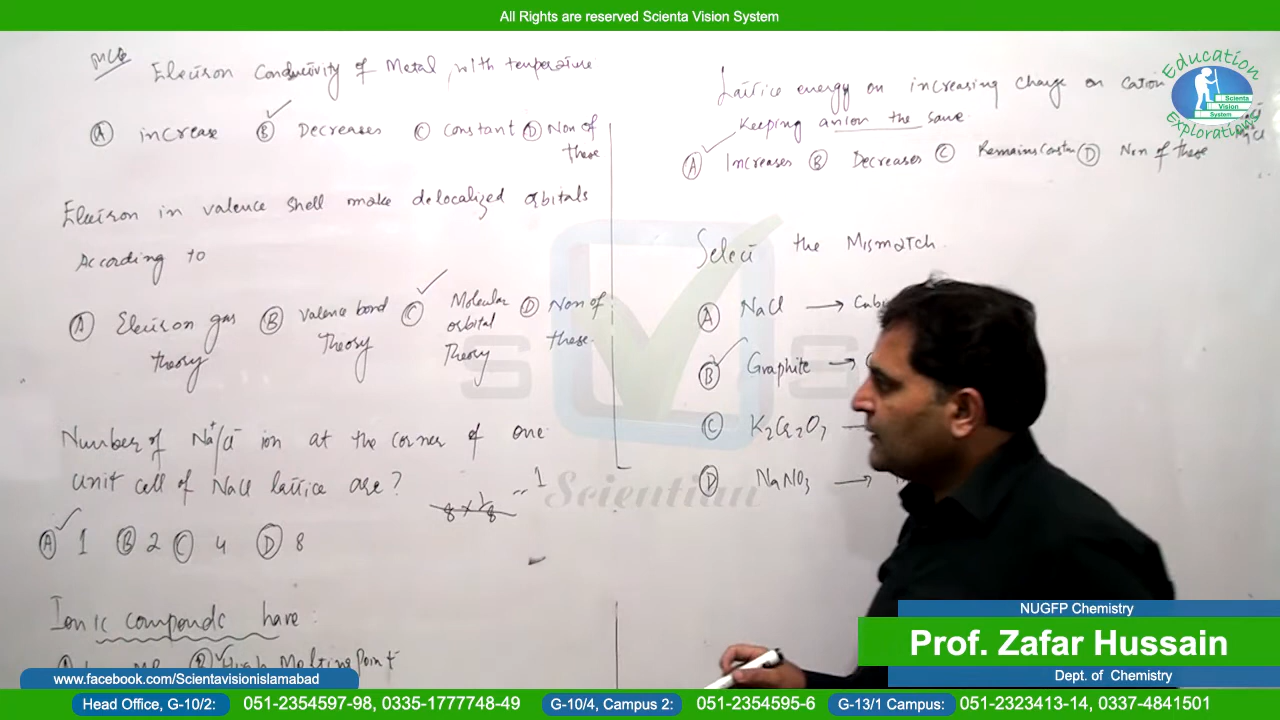 All Rights are reserved Scienta Vision System
MCQ
Electron Conductivity of Metal, with temperature
(A) increase (B) Decreases (C) Constant (D) Non of
these
Electron in valence shell make delocalized orbitals
According to
(A) Electron gas (B) valence bond (C) Molecular (D) Non of
theory Theory orbital these.
Theory
Number of Na+/Cl- ion at the corner of one
unit cell of NaCl lattice are?
8 × 1/8 -- 1
(A) 1 (B) 2 (C) 4 (D) 8
Ionic compounds have:
(B) High Melting Point
Lattice energy on increasing charge on cation
Keeping anion the same
(A) Increases (B) Decreases (C) Remains (D) Non of these
Select the Mismatch.
(A) NaCl →
(B) Graphite →
(C) K2Cr2O7
(D) NaNO3 →
Education
Scienta
Vision
System
Explorations
Scientian
NUGFP Chemistry
Prof. Zafar Hussain
Dept. of Chemistry
www.facebook.com/Scientavisionislamabad
Head Office, G-10/2: 051-2354597-98, 0335-1777748-49 G-10/4, Campus 2: 051-2354595-6 G-13/1 Campus: 051-2323413-14, 0337-4841501